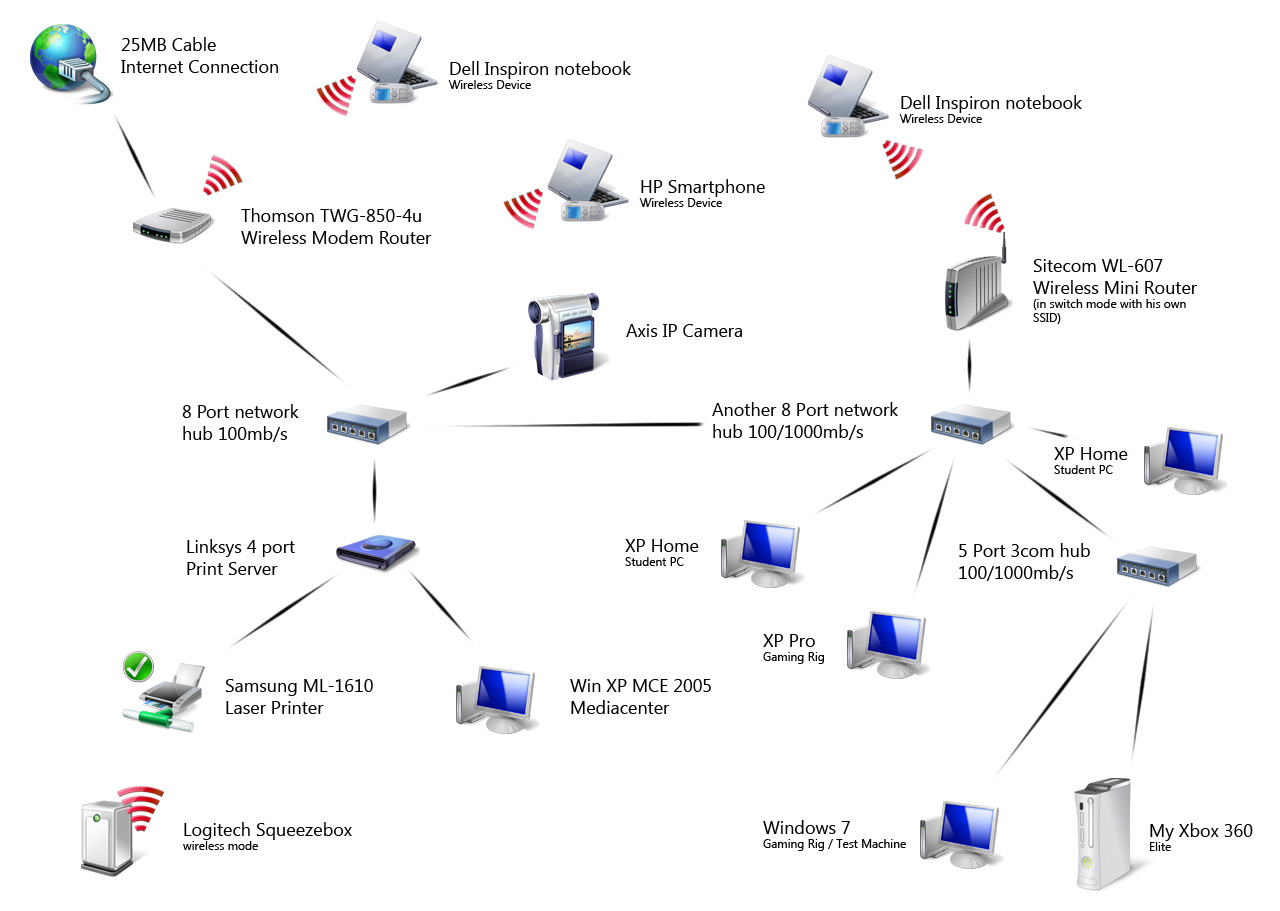 25MB Cable
Internet Connection
Dell Inspiron notebook
Wireless Device
Dell Inspiron notebook
Wireless Device
HP Smartphone
Wireless Device
Thomson TWG-850-4u
Wireless Modem Router
Sitecom WL-607
Wireless Mini Router
(in switch mode with his own
SSID)
Axis IP Camera
8 Port network
hub 100mb/s
Another 8 Port network
hub 100/1000mb/s
XP Home
Student PC
Linksys 4 port
Print Server
XP Home
Student PC
5 Port 3com hub
100/1000mb/s
XP Pro
Gaming Rig
Samsung ML-1610
Laser Printer
Win XP MCE 2005
Mediacenter
Logitech Squeezebox
wireless mode
Windows 7
Gaming Rig / Test Machine
My Xbox 360
Elite